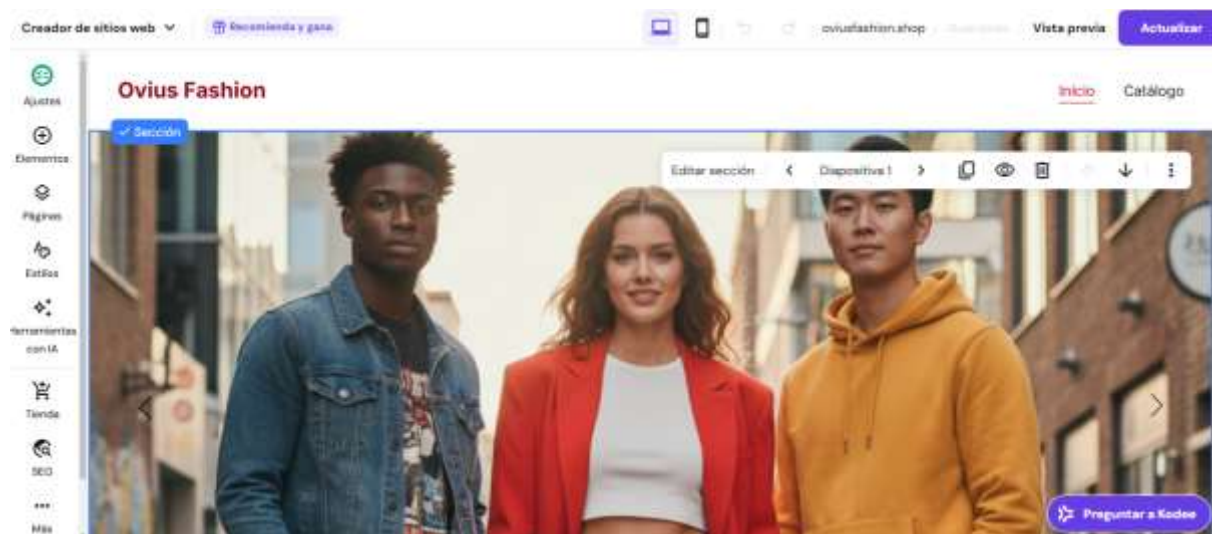 Creador de sitios web
Recomienda y gana
oviusfashion.shop
Vista previa
Actualizar
Ajustes
Ovius Fashion
Inicio
Catálogo
Sección
Elementos
Editar sección
Diapositiva 1
Páginas
Estilos
Herramientas
con IA
Tienda
SEO
Más
Preguntar a Kodee